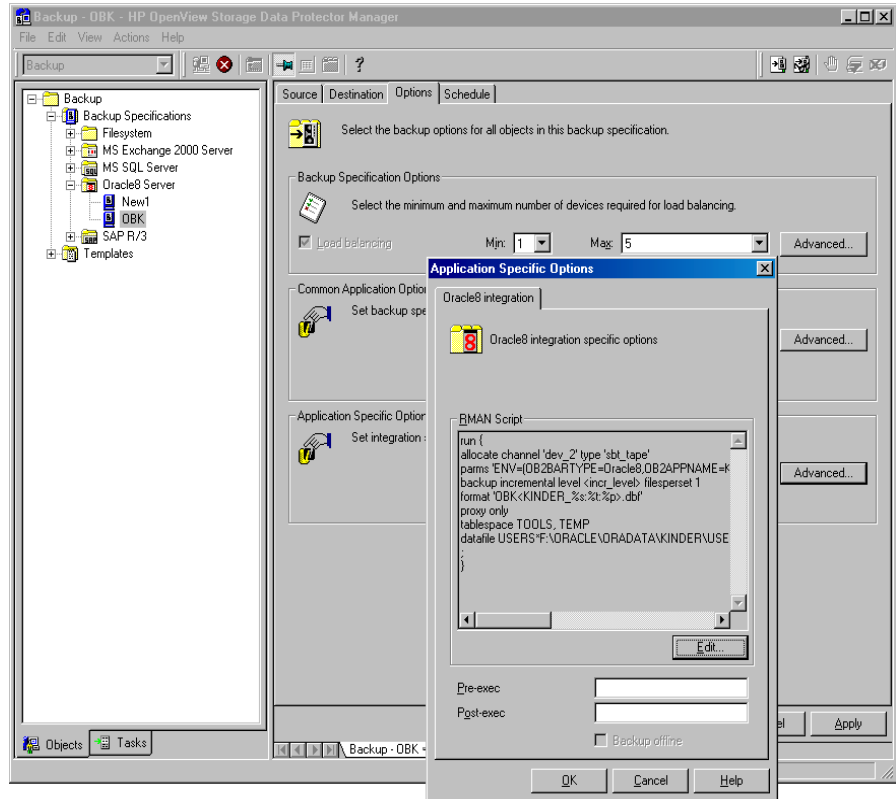 Backup - OBK - HP OpenView Storage Data Protector Manager
File Edit View Actions Help
Backup
Backup
Backup Specifications
Filesystem
MS Exchange 2000 Server
MS SQL Server
Oracle8 Server
New1
OBK
SAP R/3
Templates
Objects Tasks
Source Destination Options Schedule
Select the backup options for all objects in this backup specification.
Backup Specification Options
Select the minimum and maximum number of devices required for load balancing.
Load balancing Min: 1 Max: 5 Advanced...
Common Application Optio
Set backup spe
Advanced...
Application Specific Option
Set integration
Advanced...
Apply
Backup - OBK
Application Specific Options
Oracle8 integration
Oracle8 integration specific options
RMAN Script
run {
allocate channel 'dev_2' type 'sbt_tape'
parms 'ENV=(OB2BARTYPE=Oracle8,OB2APPNAME=K
backup incremental level <incr_level> filesperset 1
format 'OBK<KINDER_%s:%t:%p>.dbf'
proxy only
tablespace TOOLS, TEMP
datafile USERS*F:\ORACLE\ORADATA\KINDER\USE
;
}
Edit...
Pre-exec
Post-exec
Backup offline
OK Cancel Help